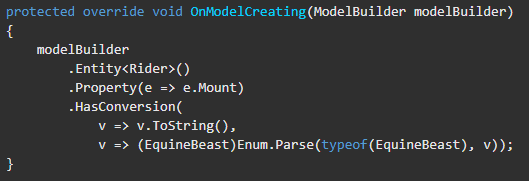 protected override void OnModelCreating(ModelBuilder modelBuilder)
{
    modelBuilder
        .Entity<Rider>()
        .Property(e => e.Mount)
        .HasConversion(
            v => v.ToString(),
            v => (EquineBeast)Enum.Parse(typeof(EquineBeast), v));
}